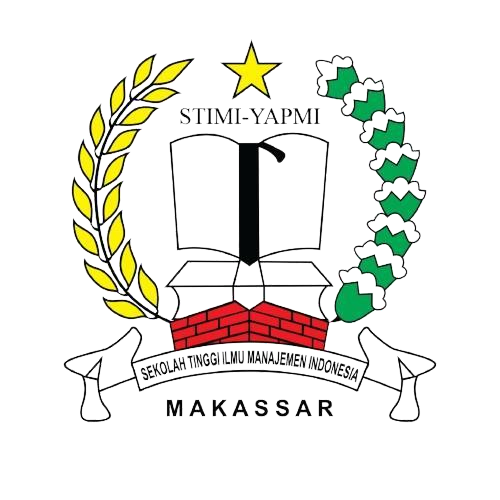 STIMI-YAPMI
SEKOLAH TINGGI ILMU MANAJEMEN INDONESIA
MAKASSAR